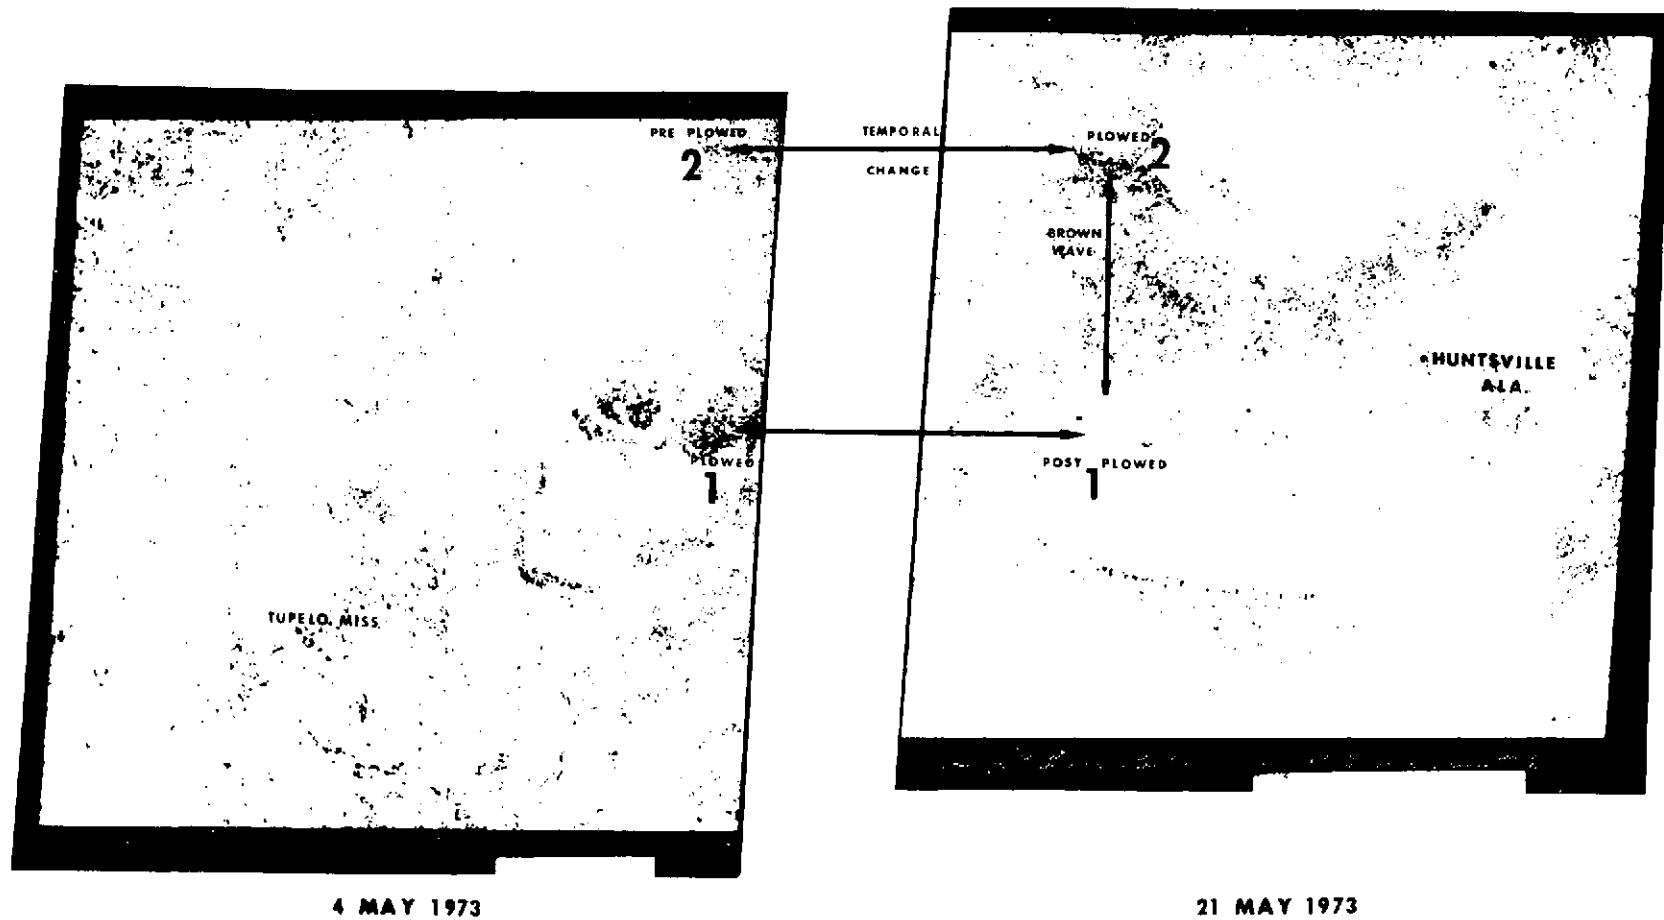 PRE PLOWED
2
TEMPORAL
CHANGE
PLOWED
2
BROWN
WAVE
HUNTSVILLE
ALA.
PLOWED
1
POST PLOWED
1
TUPELO, MISS
4 MAY 1973
21 MAY 1973